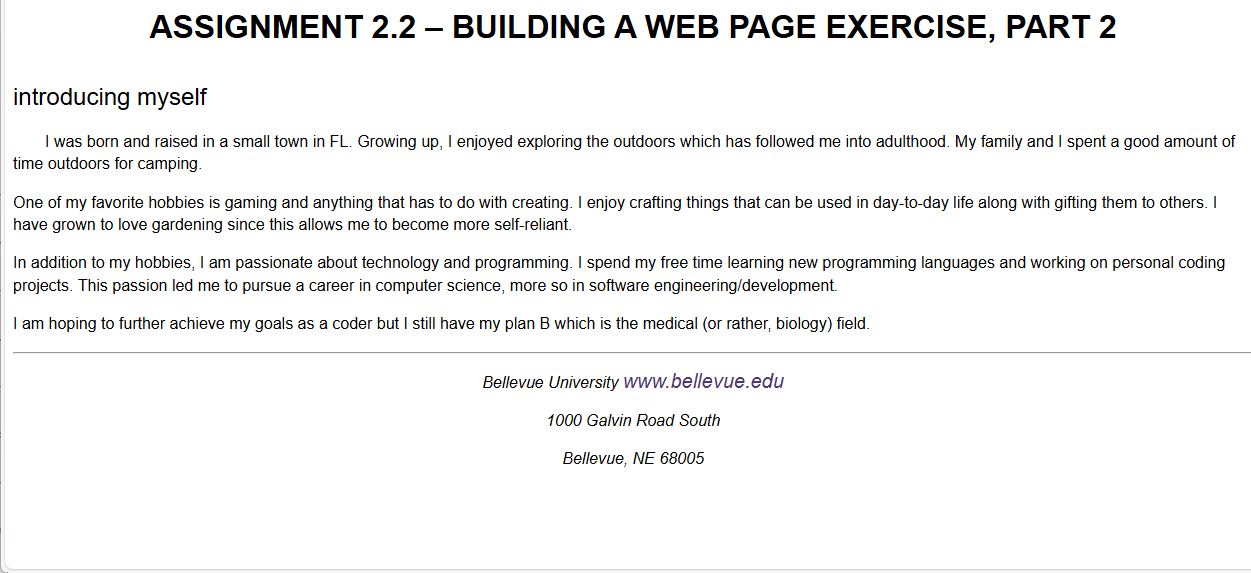 ASSIGNMENT 2.2 – BUILDING A WEB PAGE EXERCISE, PART 2
introducing myself
I was born and raised in a small town in FL. Growing up, I enjoyed exploring the outdoors which has followed me into adulthood. My family and I spent a good amount of
time outdoors for camping.
One of my favorite hobbies is gaming and anything that has to do with creating. I enjoy crafting things that can be used in day-to-day life along with gifting them to others. I
have grown to love gardening since this allows me to become more self-reliant.
In addition to my hobbies, I am passionate about technology and programming. I spend my free time learning new programming languages and working on personal coding
projects. This passion led me to pursue a career in computer science, more so in software engineering/development.
I am hoping to further achieve my goals as a coder but I still have my plan B which is the medical (or rather, biology) field.
Bellevue University www.bellevue.edu
1000 Galvin Road South
Bellevue, NE 68005